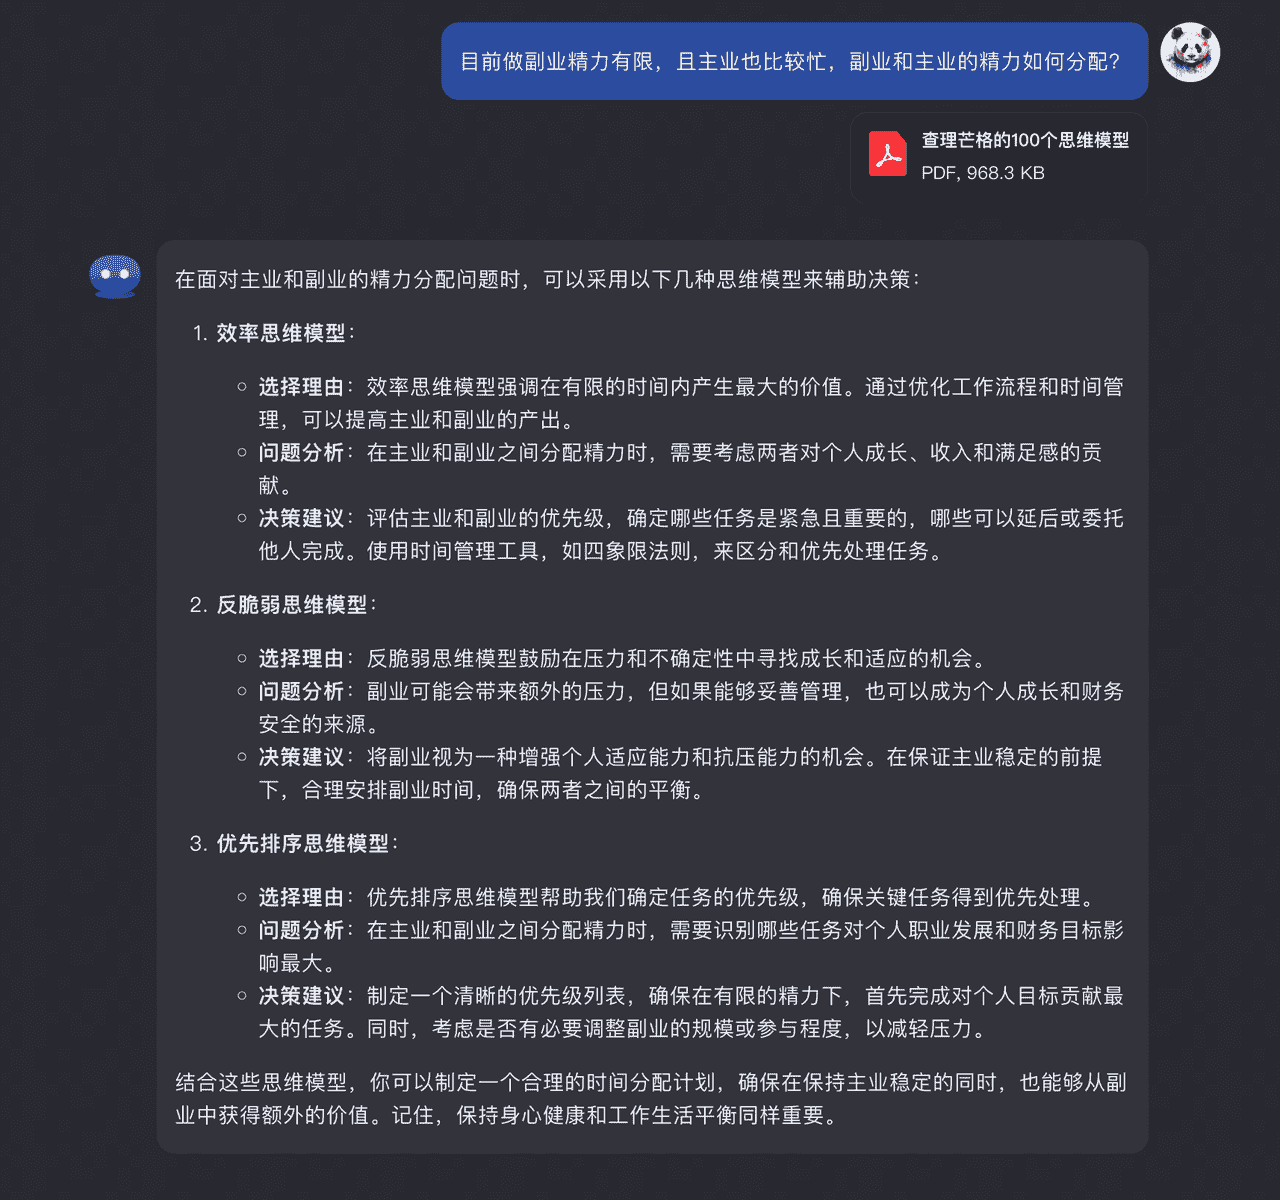 目前做副业精力有限，且主业也比较忙，副业和主业的精力如何分配？
查理芒格的100个思维模型
PDF, 968.3 KB
在面对主业和副业的精力分配问题时，可以采用以下几种思维模型来辅助决策：
1. 效率思维模型：
选择理由：效率思维模型强调在有限的时间内产生最大的价值。通过优化工作流程和时间管
理，可以提高主业和副业的产出。
问题分析：在主业和副业之间分配精力时，需要考虑两者对个人成长、收入和满足感的贡
献。
决策建议：评估主业和副业的优先级，确定哪些任务是紧急且重要的，哪些可以延后或委托
他人完成。使用时间管理工具，如四象限法则，来区分和优先处理任务。
2. 反脆弱思维模型：
选择理由：反脆弱思维模型鼓励在压力和不确定性中寻找成长和适应的机会。
问题分析：副业可能会带来额外的压力，但如果能够妥善管理，也可以成为个人成长和财务
安全的来源。
决策建议：将副业视为一种增强个人适应能力和抗压能力的机会。在保证主业稳定的前提
下，合理安排副业时间，确保两者之间的平衡。
3. 优先排序思维模型：
选择理由：优先排序思维模型帮助我们确定任务的优先级，确保关键任务得到优先处理。
问题分析：在主业和副业之间分配精力时，需要识别哪些任务对个人职业发展和财务目标影
响最大。
决策建议：制定一个清晰的优先级列表，确保在有限的精力下，首先完成对个人目标贡献最
大的任务。同时，考虑是否有必要调整副业的规模或参与程度，以减轻压力。
结合这些思维模型，你可以制定一个合理的时间分配计划，确保在保持主业稳定的同时，也能够从副
业中获得额外的价值。记住，保持身心健康和工作生活平衡同样重要。